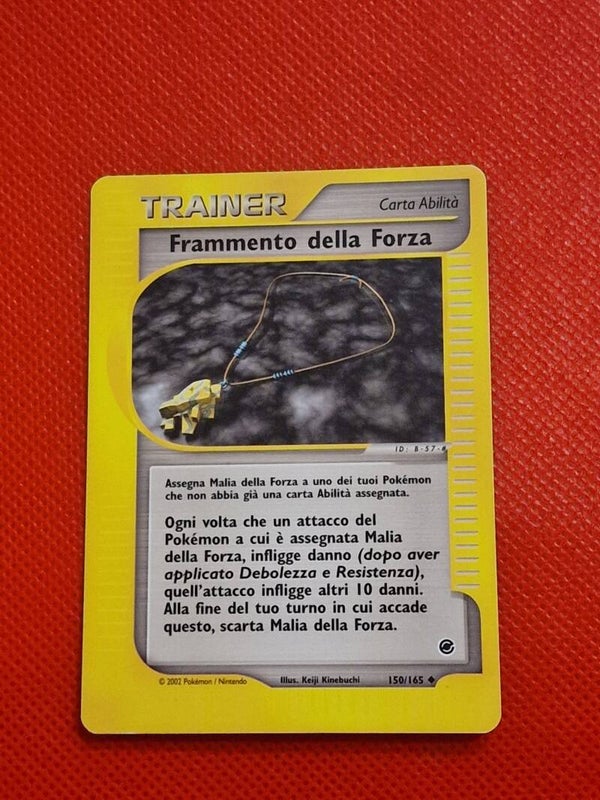 TRAINER
Carta Abilità
Frammento della Forza
ID: B-57-#
Assegna Malia della Forza a uno dei tuoi Pokémon
che non abbia già una carta Abilità assegnata.
Ogni volta che un attacco del
Pokémon a cui è assegnata Malia
della Forza, infligge danno (dopo aver
applicato Debolezza e Resistenza),
quell'attacco infligge altri 10 danni.
Alla fine del tuo turno in cui accade
questo, scarta Malia della Forza.
© 2002 Pokémon / Nintendo Illus. Keiji Kinebuchi 150/165 ◆